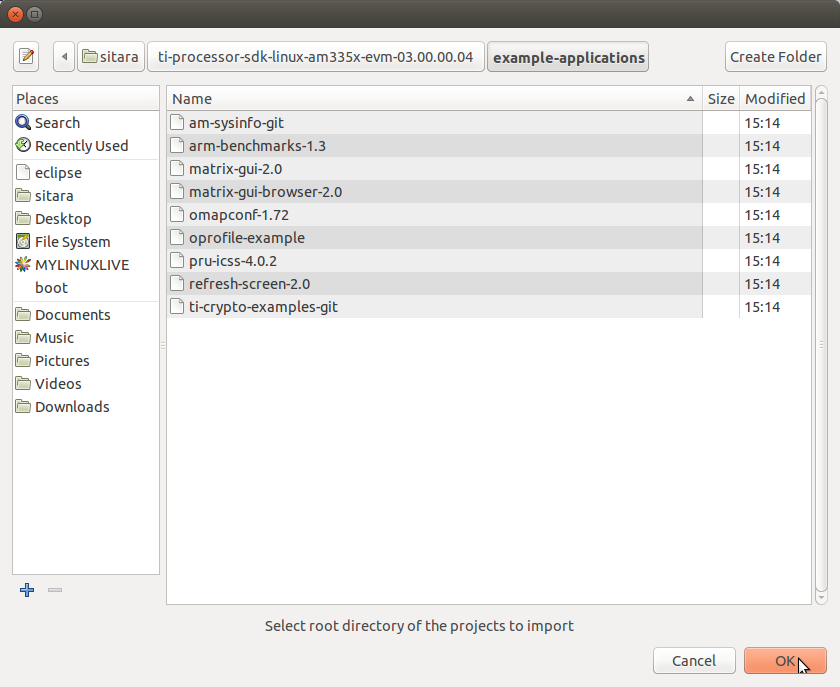 sitara ti-processor-sdk-linux-am335x-evm-03.00.00.04 example-applications Create Folder
Places
Search
Recently Used
eclipse
sitara
Desktop
File System
MYLINUXLIVE
boot
Documents
Music
Pictures
Videos
Downloads
Name Size Modified
am-sysinfo-git 15:14
arm-benchmarks-1.3 15:14
matrix-gui-2.0 15:14
matrix-gui-browser-2.0 15:14
omapconf-1.72 15:14
oprofile-example 15:14
pru-icss-4.0.2 15:14
refresh-screen-2.0 15:14
ti-crypto-examples-git 15:14
Select root directory of the projects to import
Cancel OK